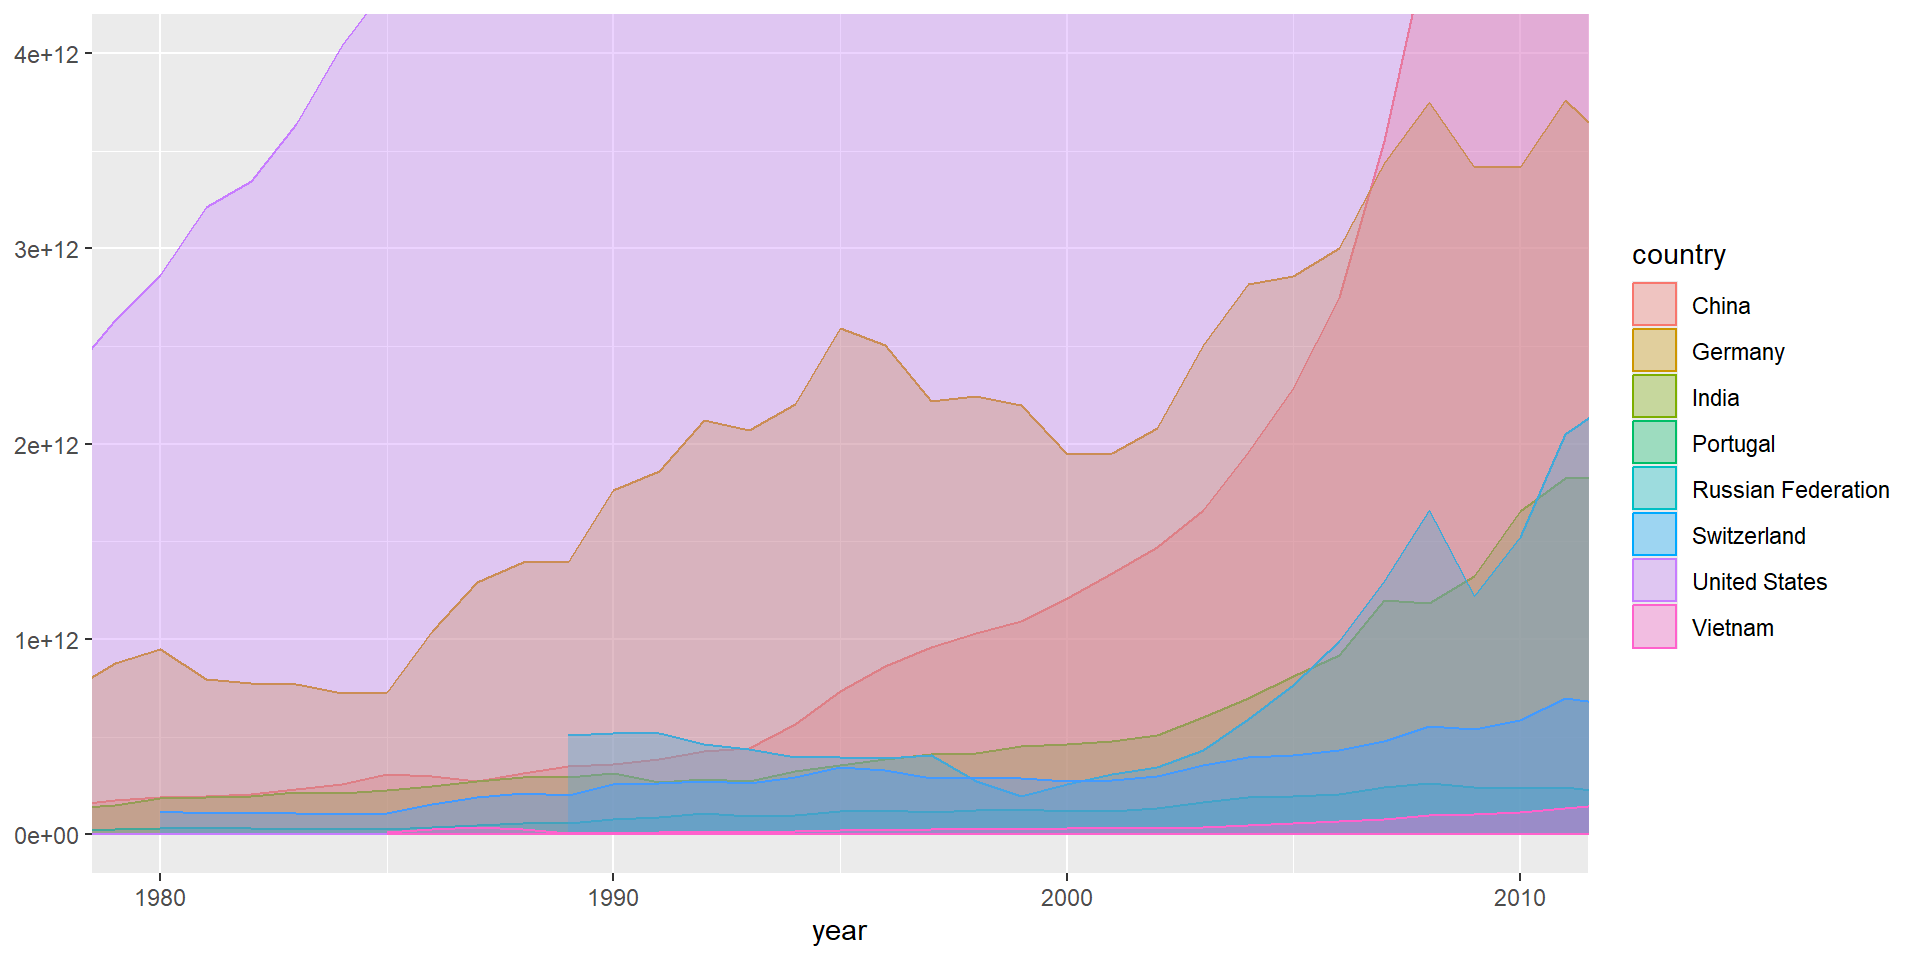 4e+12
3e+12
2e+12
1e+12
0e+00
1980 1990 2000 2010
year
country
China
Germany
India
Portugal
Russian Federation
Switzerland
United States
Vietnam